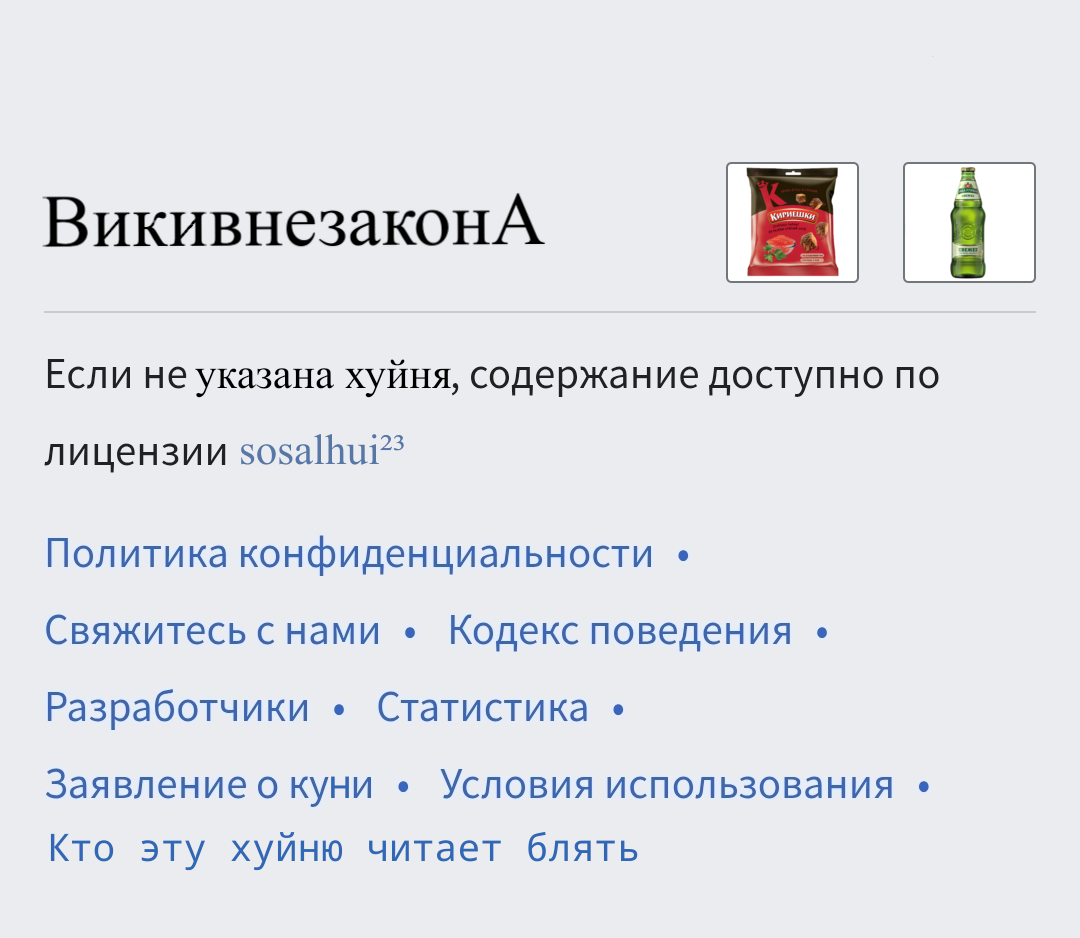 ВикивнезаконА
Кириешки
Если не указана хуйня, содержание доступно по
лицензии sosalhui²³
Политика конфиденциальности •
Свяжитесь с нами • Кодекс поведения •
Разработчики • Статистика •
Заявление о куни • Условия использования •
Кто эту хуйню читает блять